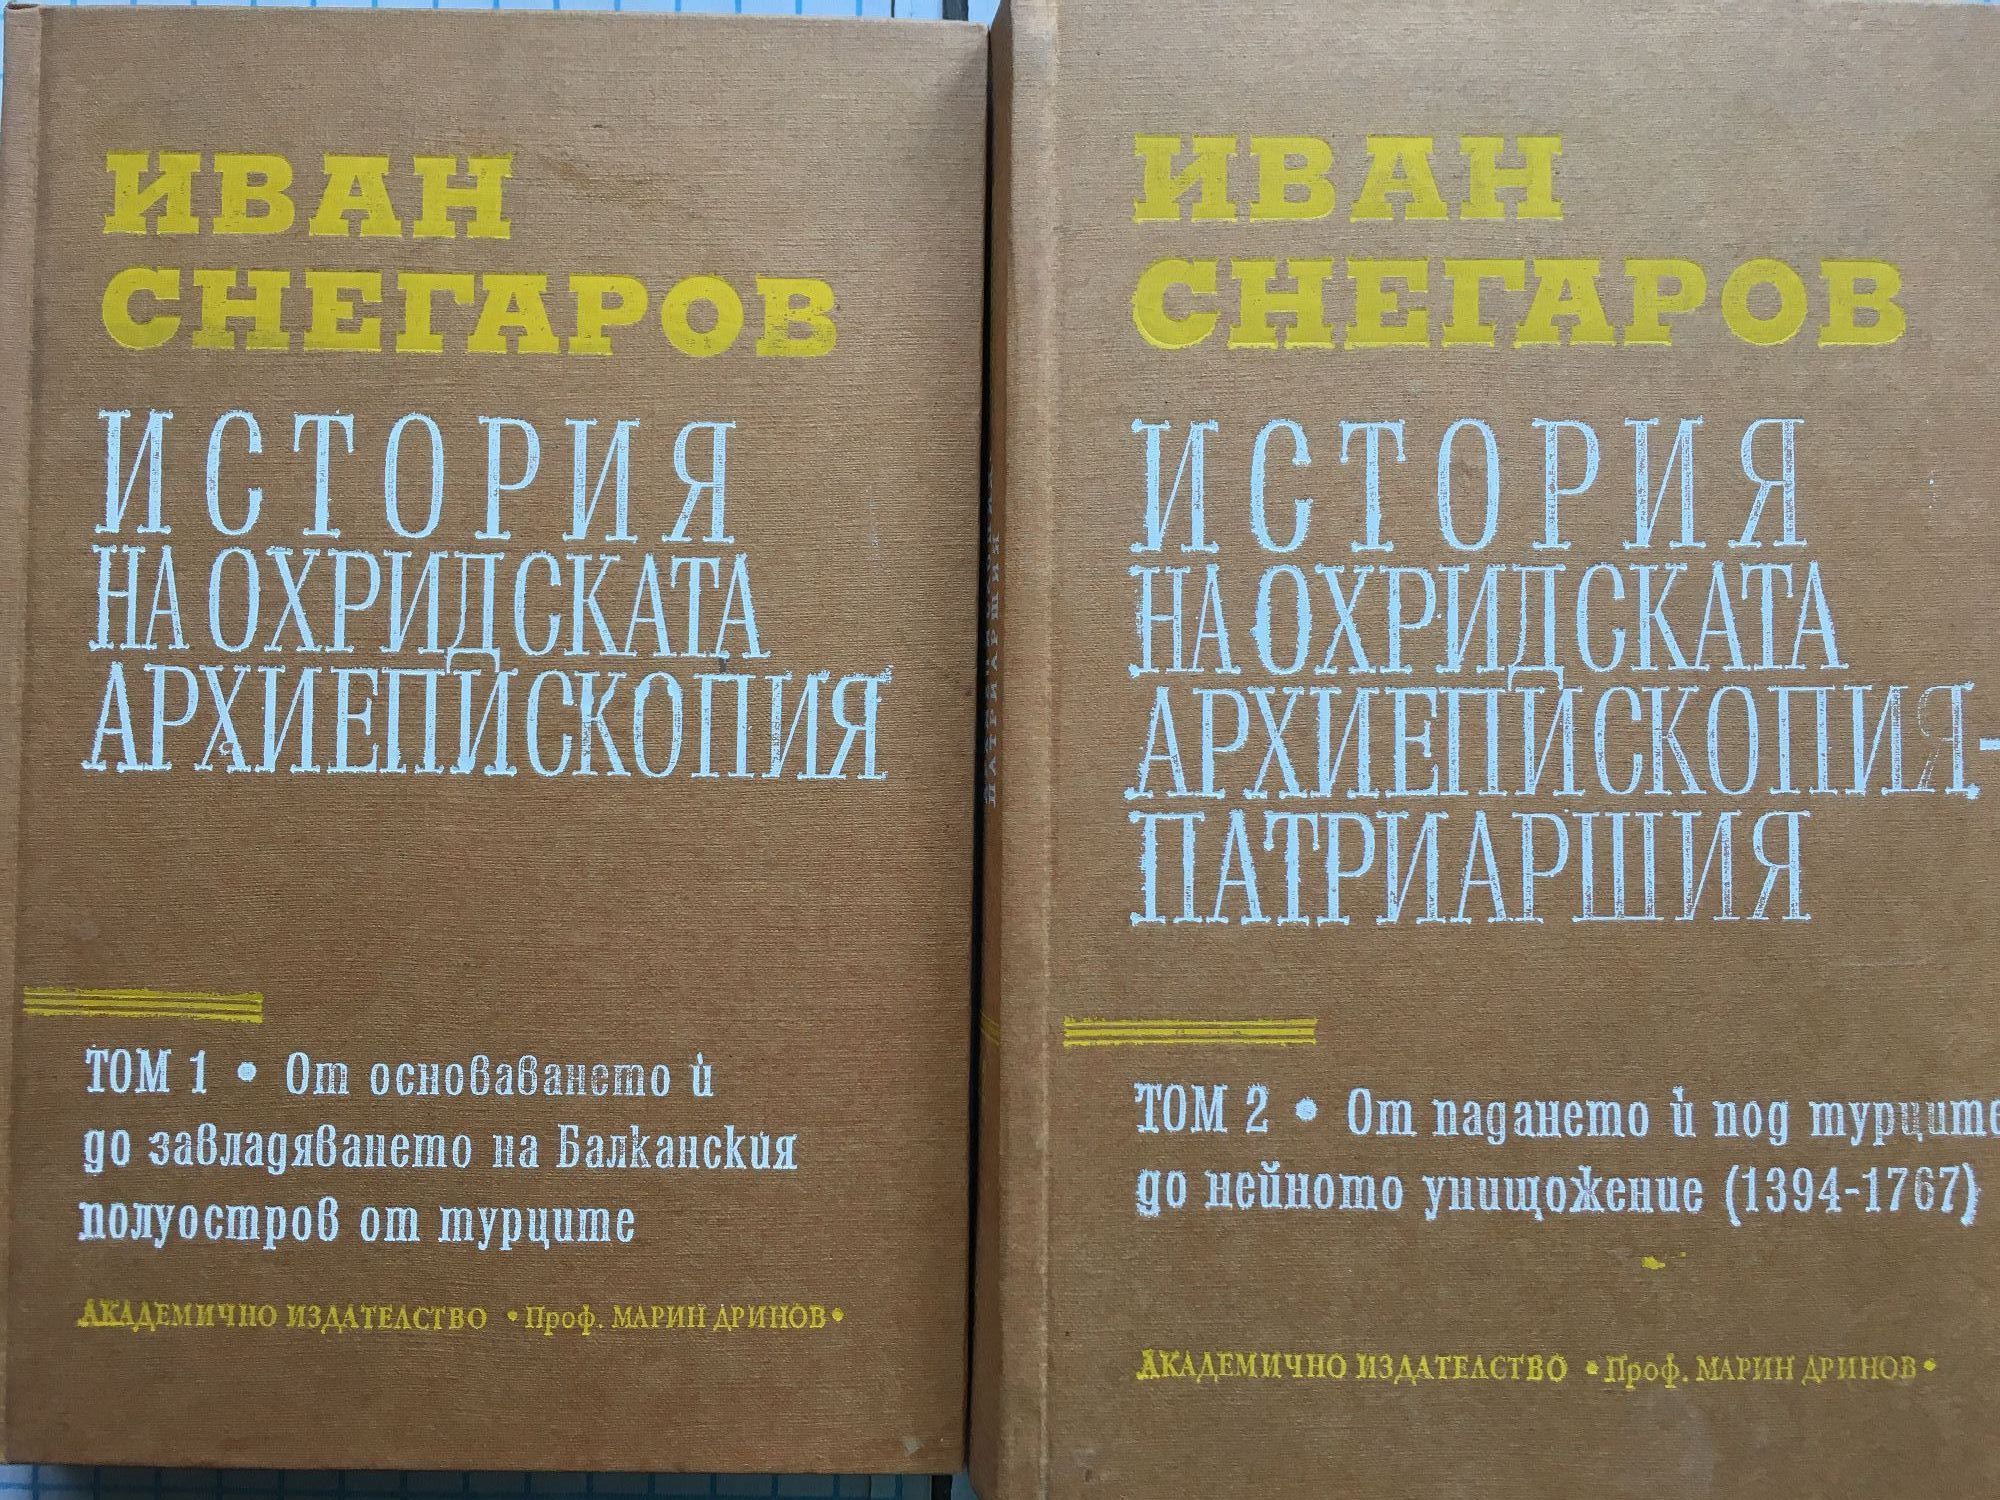 ИВАН
СНЕГАРОВ
ИСТОРИЯ
НА ОХРИДСКАТА
АРХИЕПИСКОПИЯ
ТОМ 1 • От основаването ѝ
до завладяването на Балканския
полуостров от турците
АКАДЕМИЧНО ИЗДАТЕЛСТВО • Проф. МАРИН ДРИНОВ •
ИВАН
СНЕГАРОВ
ИСТОРИЯ
НА ОХРИДСКАТА
АРХИЕПИСКОПИЯ-
ПАТРИАРШИЯ
ТОМ 2 • От падането ѝ под турците
до нейното унищожение (1394-1767)
АКАДЕМИЧНО ИЗДАТЕЛСТВО • Проф. МАРИН ДРИНОВ •